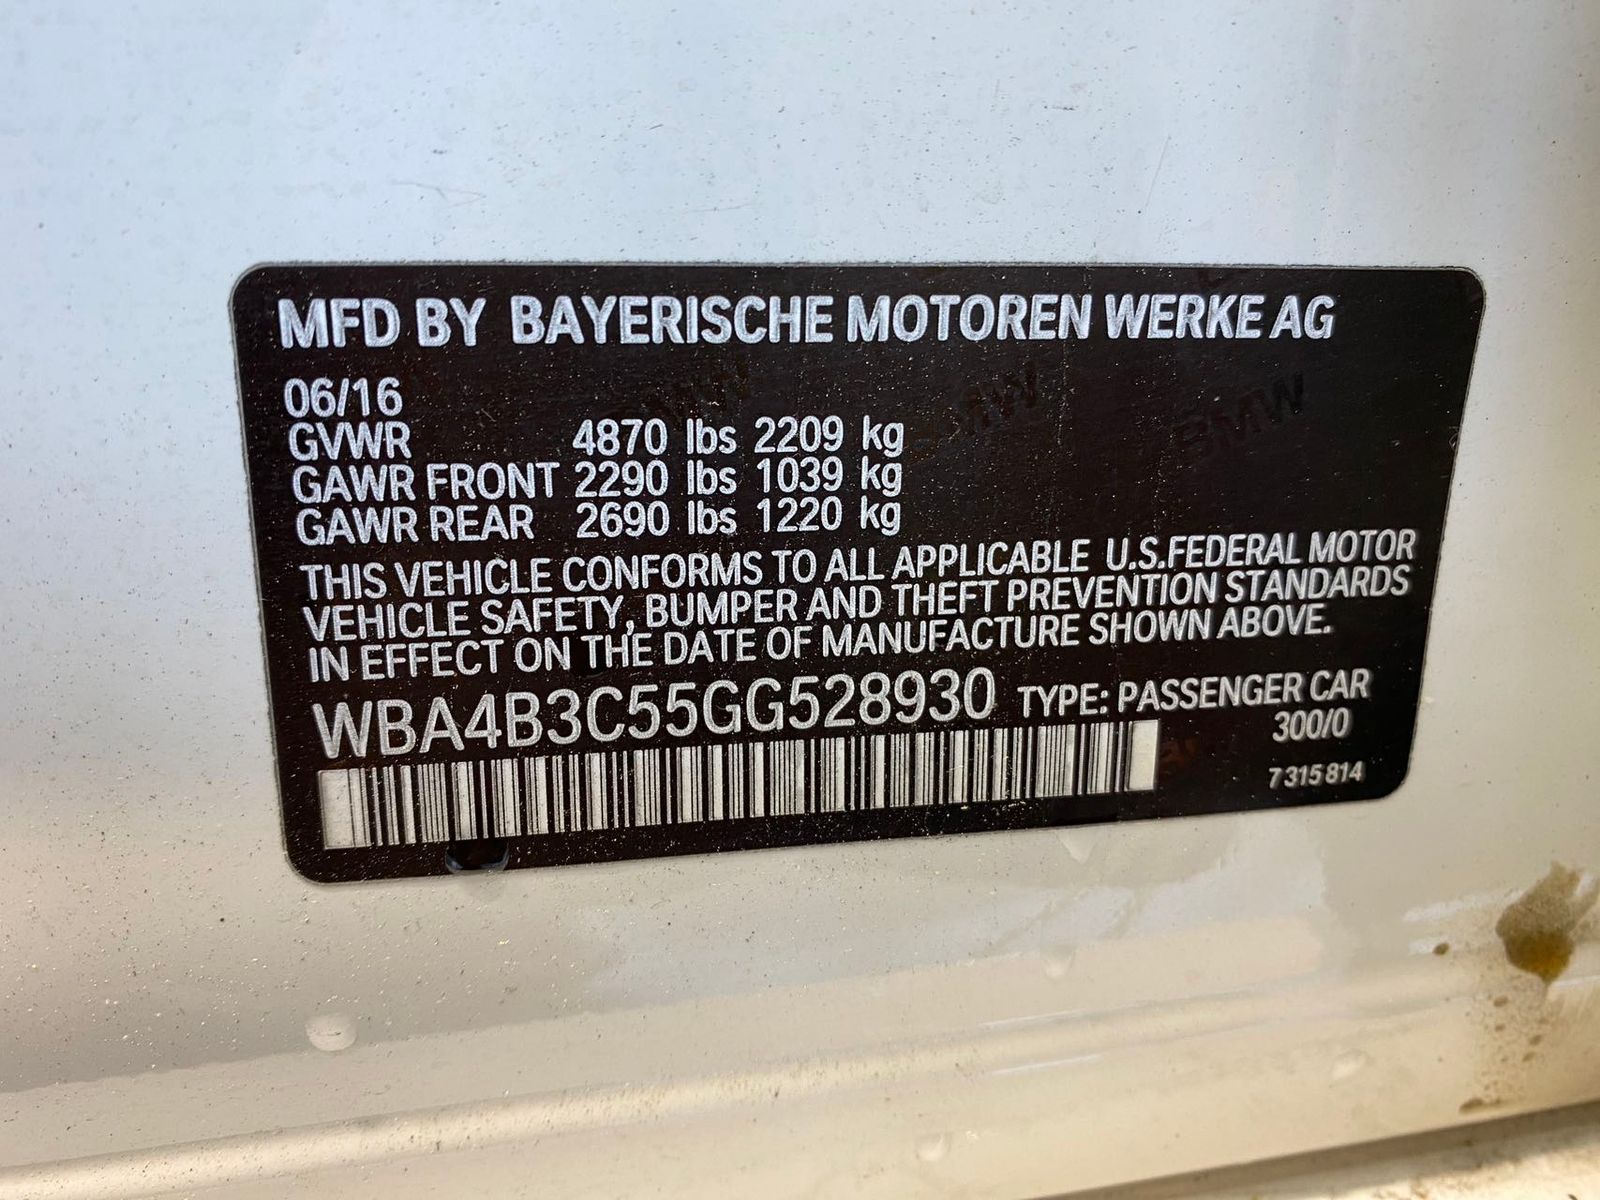 MFD BY BAYERISCHE MOTOREN WERKE AG
06/16
GVWR 4870 lbs 2209 kg
GAWR FRONT 2290 lbs 1039 kg
GAWR REAR 2690 lbs 1220 kg
THIS VEHICLE CONFORMS TO ALL APPLICABLE U.S.FEDERAL MOTOR
VEHICLE SAFETY, BUMPER AND THEFT PREVENTION STANDARDS
IN EFFECT ON THE DATE OF MANUFACTURE SHOWN ABOVE.
WBA4B3C55GG528930 TYPE: PASSENGER CAR
300/0
7 315 814
BMW
BMW
BMW